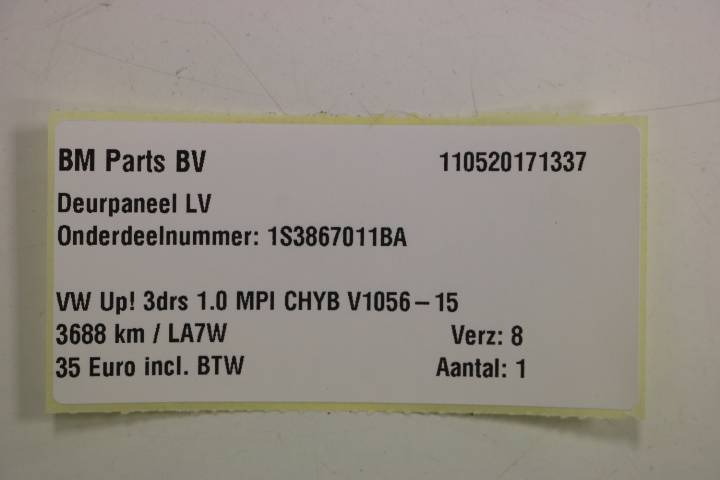 BM Parts BV 110520171337
Deurpaneel LV
Onderdeelnummer: 1S3867011BA
VW Up! 3drs 1.0 MPI CHYB V1056 – 15
3688 km / LA7W Verz: 8
35 Euro incl. BTW Aantal: 1